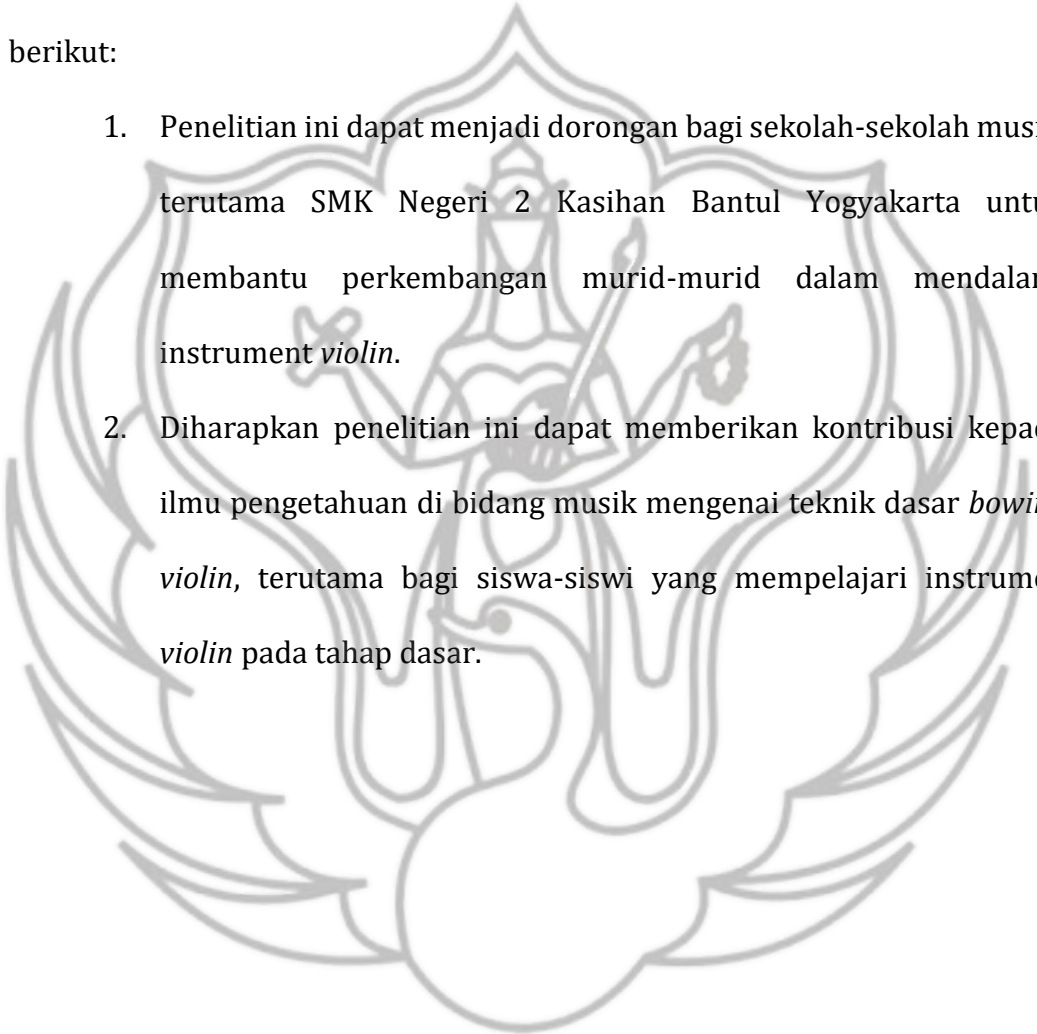 berikut:
1. Penelitian ini dapat menjadi dorongan bagi sekolah-sekolah
terutama SMK Negeri 2 Kasihan Bantul Yogyakarta
membantu perkembangan murid-murid dalam
instrument violin.
2. Diharapkan penelitian ini dapat memberikan kontribusi
ilmu pengetahuan di bidang musik mengenai teknik dasar
violin, terutama bagi siswa-siswi yang mempelajari
violin pada tahap dasar.